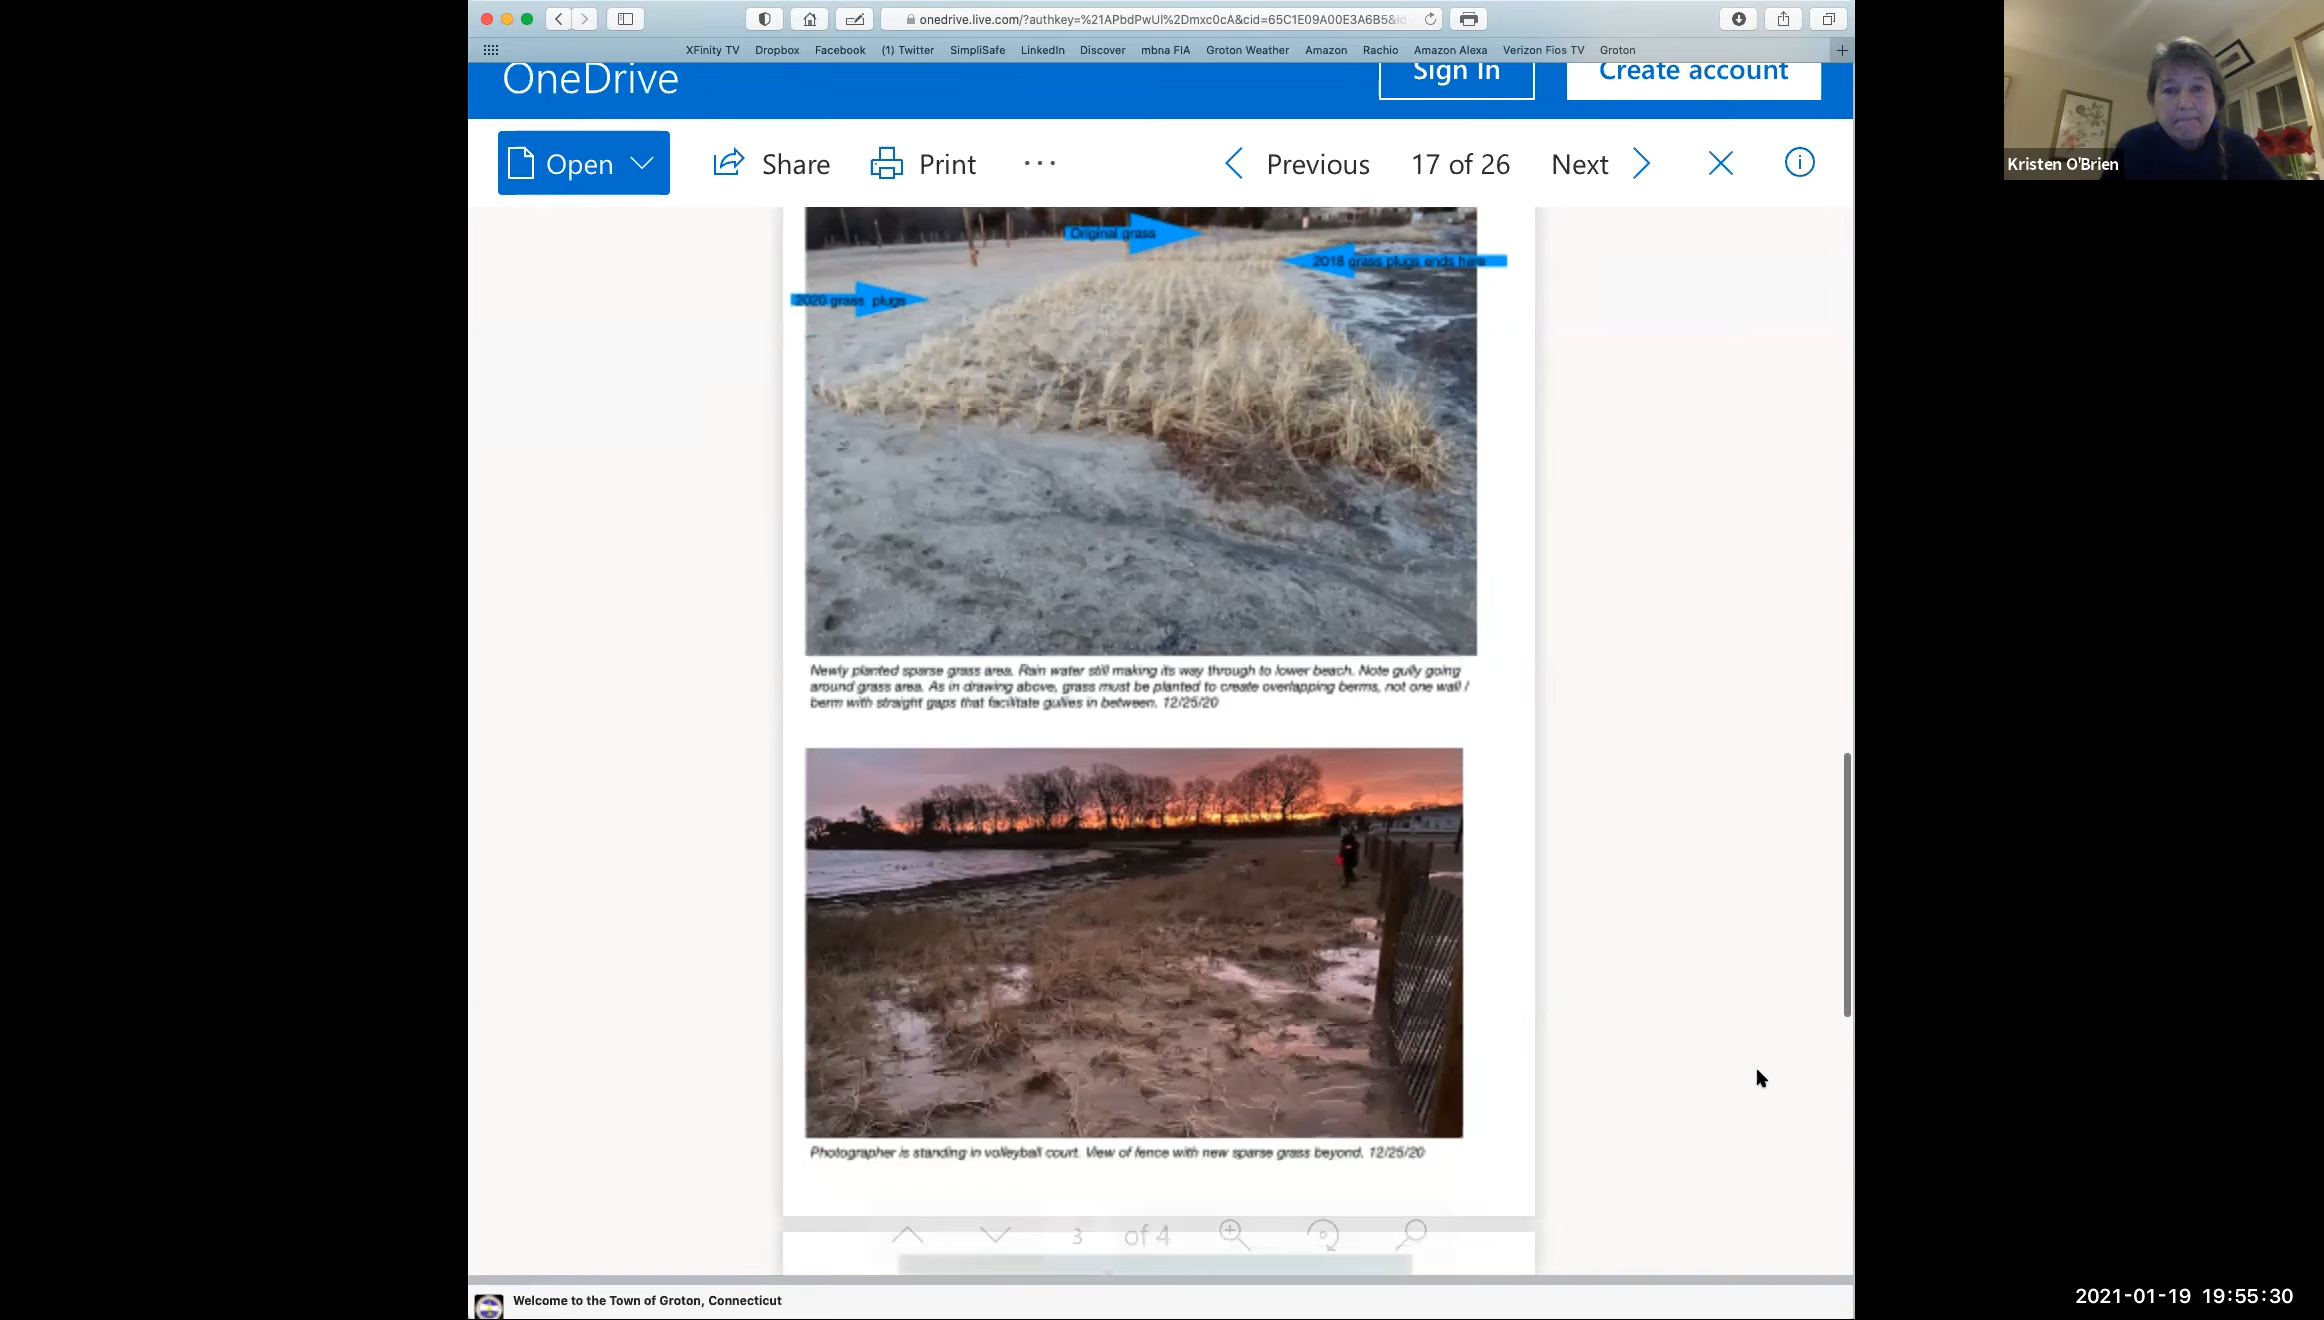 onedrive.live.com/?authkey=%21APbdPwUl%2Dmxc0cA&cid=65C1E09A00E3A6B5&id
XFinity TV Dropbox Facebook (1) Twitter SimpliSafe LinkedIn Discover mbna FIA Groton Weather Amazon Rachio Amazon Alexa Verizon Fios TV Groton
OneDrive Sign In Create account
Open Share Print Previous 17 of 26 Next
Kristen O'Brien
Original grass
2018 grass plugs ends here
2020 grass plugs
Newly planted sparse grass area. Rain water still making its way through to lower beach. Note gully going
around grass area. As in drawing above, grass must be planted to create overlapping berms, not one wall /
berm with straight gaps that facilitate gullies in between. 12/25/20
Photographer is standing in volleyball court. View of fence with new sparse grass beyond. 12/25/20
3 of 4
Welcome to the Town of Groton, Connecticut
2021-01-19 19:55:30